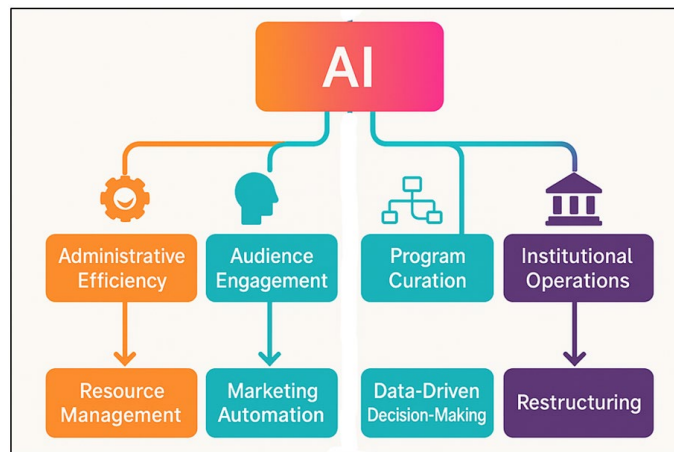 AI
Administrative
Efficiency
Audience
Engagement
Program
Curation
Institutional
Operations
Resource
Management
Marketing
Automation
Data-Driven
Decision-Making
Restructuring